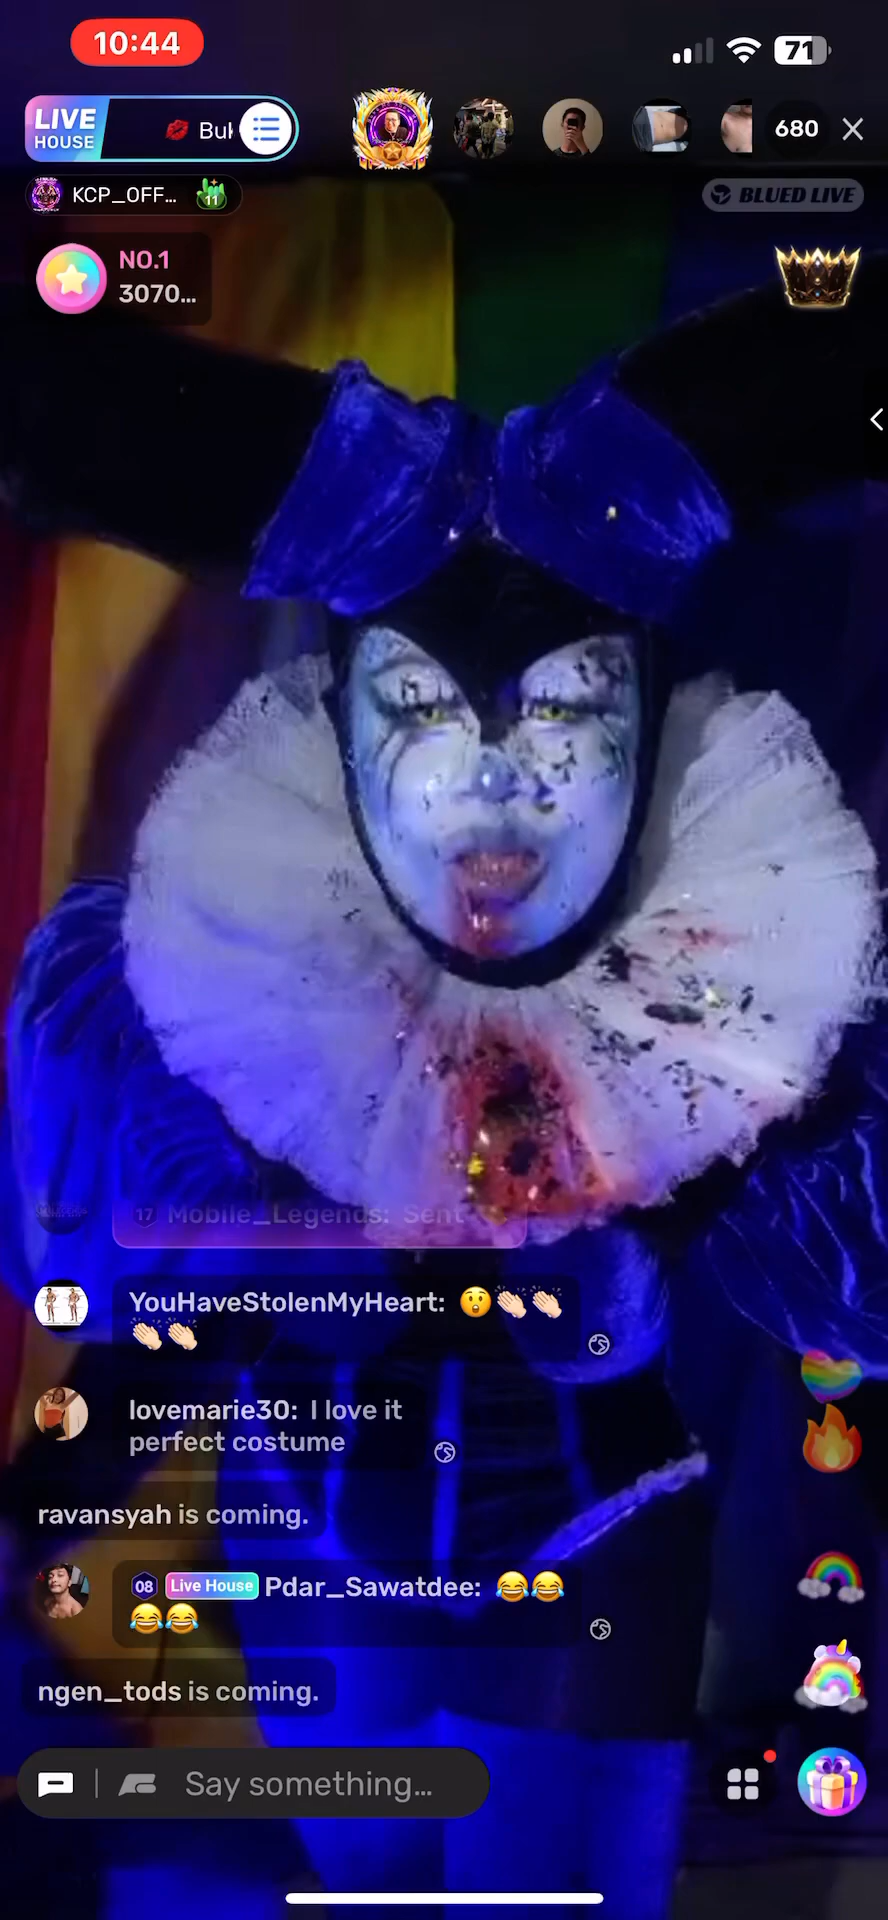 10:44
71
LIVE
HOUSE
Buk
680
KCP_OFF...
11
BLUED LIVE
NO.1
3070...
17 Mobile_Legends: Sent
YouHaveStolenMyHeart: 😲👏🏻👏🏻
👏🏻👏🏻
lovemarie30: I love it
perfect costume
ravansyah is coming.
08 Live House Pdar_Sawatdee: 😂😂
😂😂
ngen_tods is coming.
Say something...